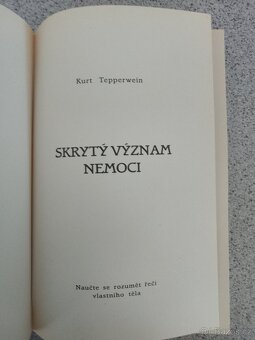 Kurt Tepperwein
SKRYTÝ VÝZNAM
NEMOCI
Naučte se rozumět řeči
vlastního těla